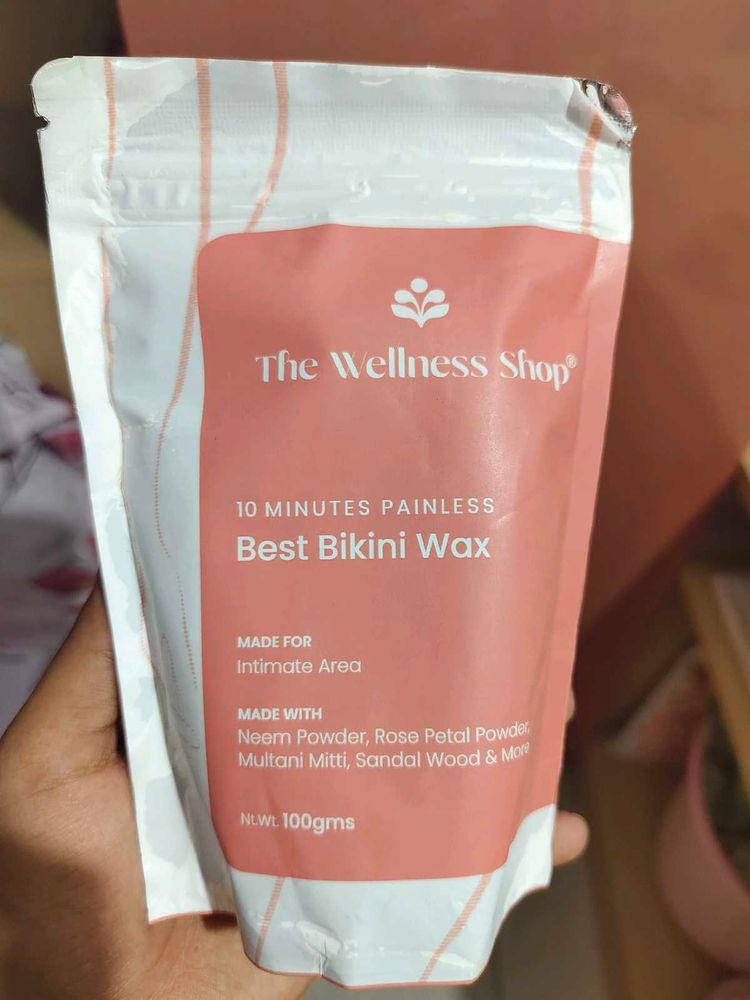 The Wellness Shop®
10 MINUTES PAINLESS
Best Bikini Wax
MADE FOR
Intimate Area
MADE WITH
Neem Powder, Rose Petal Powder,
Multani Mitti, Sandal Wood & More
Nt.Wt. 100gms